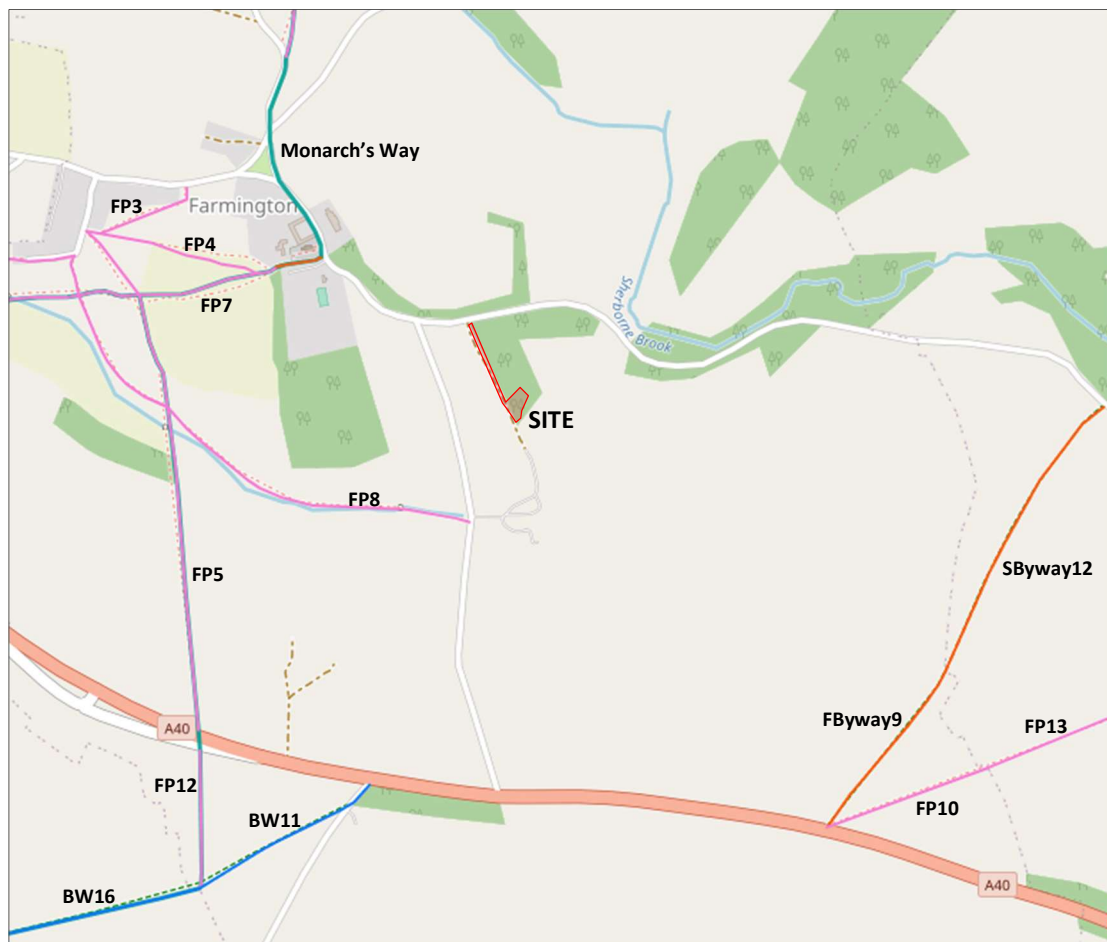 Monarch's Way
FP3
Farmington
FP4
FP7
Sherborne Brook
SITE
FP8
FP5
SByway12
FByway9
FP13
A40
FP12
FP10
BW11
A40
BW16